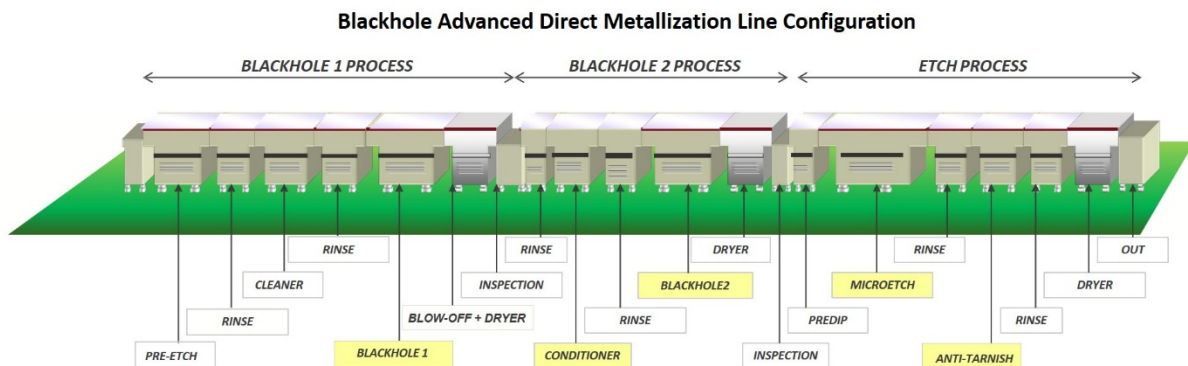 Blackhole Advanced Direct Metallization Line Configuration
BLACKHOLE 1 PROCESS
BLACKHOLE 2 PROCESS
ETCH PROCESS
PRE-ETCH
RINSE
CLEANER
RINSE
BLACKHOLE 1
BLOW-OFF + DRYER
INSPECTION
RINSE
CONDITIONER
RINSE
BLACKHOLE2
DRYER
INSPECTION
PREDIP
MICROETCH
RINSE
ANTI-TARNISH
RINSE
DRYER
OUT